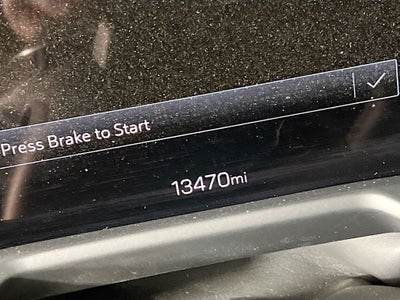 Press Brake to Start
13470mi